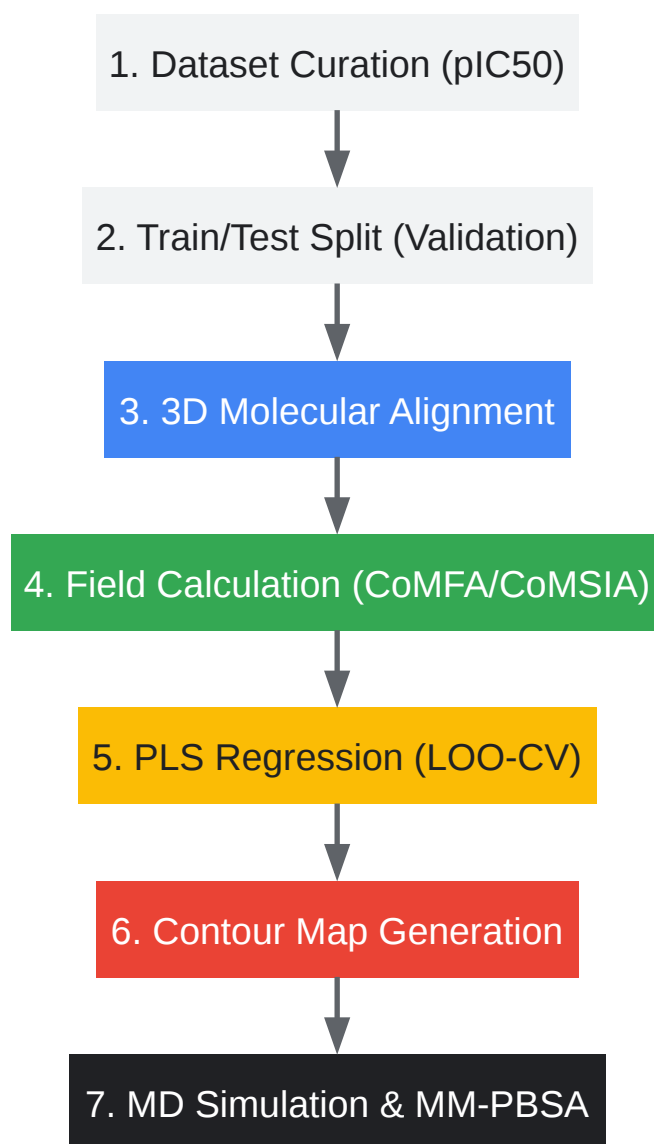 1. Dataset Curation (pIC50)
2. Train/Test Split (Validation)
3. 3D Molecular Alignment
4. Field Calculation (CoMFA/CoMSIA)
5. PLS Regression (LOO-CV)
6. Contour Map Generation
7. MD Simulation & MM-PBSA